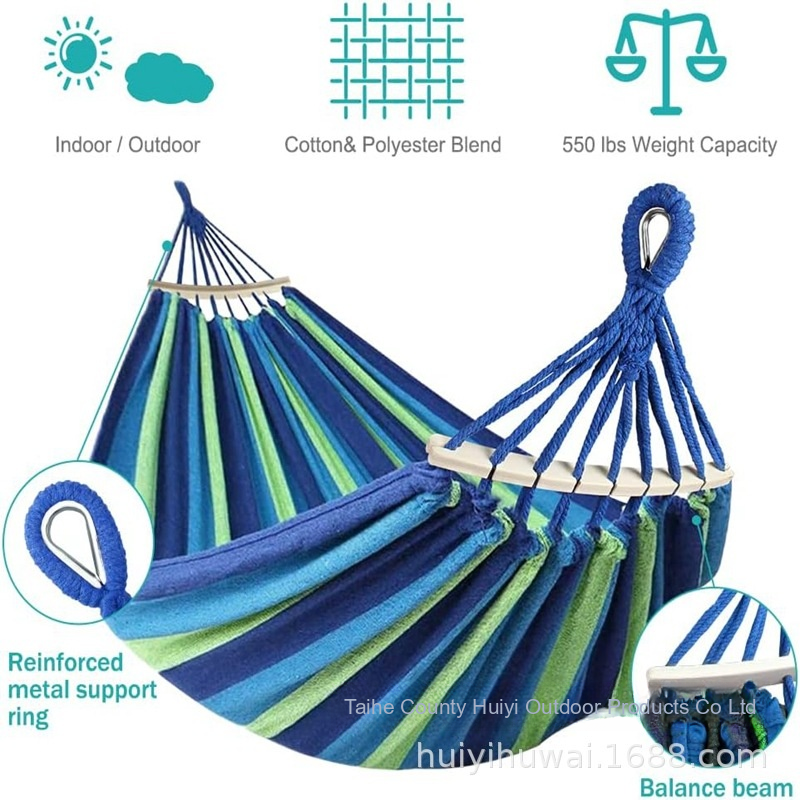 Indoor / Outdoor
Cotton& Polyester Blend
550 lbs Weight Capacity
Reinforced
metal support
ring
Taihe County Huiyi Outdoor Products Co Ltd
huiyihuwai.1688.com
Balance beam